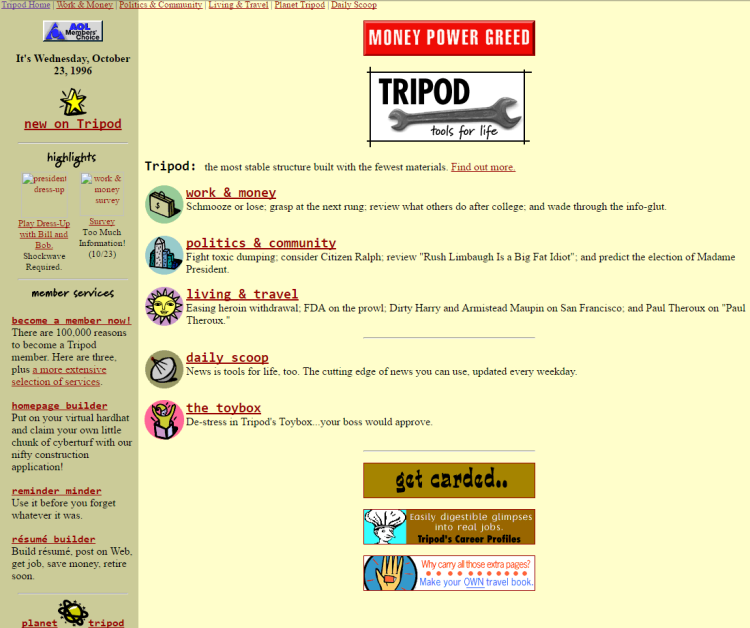 Tripod Home | Work & Money | Politics & Community | Living & Travel | Planet Tripod | Daily Scoop
AOL
Members'
Choice
It's Wednesday, October
23, 1996
new on Tripod
highlights
president
dress-up
Play Dress-Up
with Bill and
Bob.
Shockwave
Required.
work &
money
survey
Survey
Too Much
Information!
(10/23)
member services
become a member now!
There are 100,000 reasons
to become a Tripod
member. Here are three,
plus a more extensive
selection of services.
homepage builder
Put on your virtual hardhat
and claim your own little
chunk of cyberturf with our
nifty construction
application!
reminder minder
Use it before you forget
whatever it was.
résumé builder
Build résumé, post on Web,
get job, save money, retire
soon.
planet tripod
MONEY POWER GREED
TRIPOD
tools for life
Tripod: the most stable structure built with the fewest materials. Find out more.
work & money
Schmooze or lose; grasp at the next rung; review what others do after college; and wade through the info-glut.
politics & community
Fight toxic dumping; consider Citizen Ralph; review "Rush Limbaugh Is a Big Fat Idiot"; and predict the election of Madame
President.
living & travel
Easing heroin withdrawal; FDA on the prowl; Dirty Harry and Armistead Maupin on San Francisco; and Paul Theroux on "Paul
Theroux."
daily scoop
News is tools for life, too. The cutting edge of news you can use, updated every weekday.
the toybox
De-stress in Tripod's Toybox...your boss would approve.
get carded..
Easily digestible glimpses
into real jobs.
Tripod's Career Profiles
Why carry all those extra pages?
Make your OWN travel book.